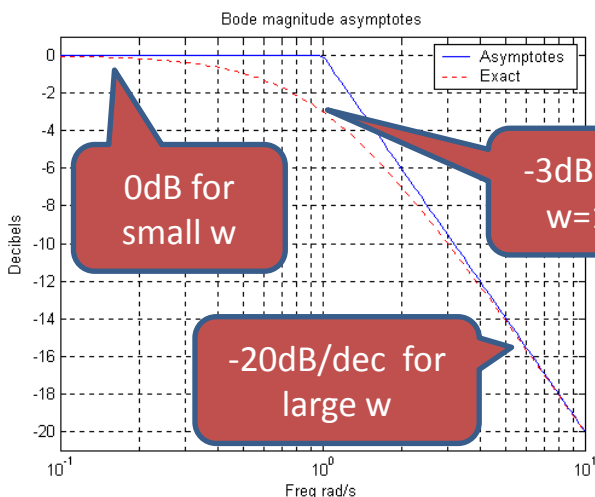 Bode magnitude asymptotes
Asymptotes
Exact
0
-2
-4
-6
-8
-10
-12
-14
-16
-18
-20
Decibels
0dB for
small w
-3dB
w=
-20dB/dec for
large w
10^-1
10^0
10^1
Freq rad/s